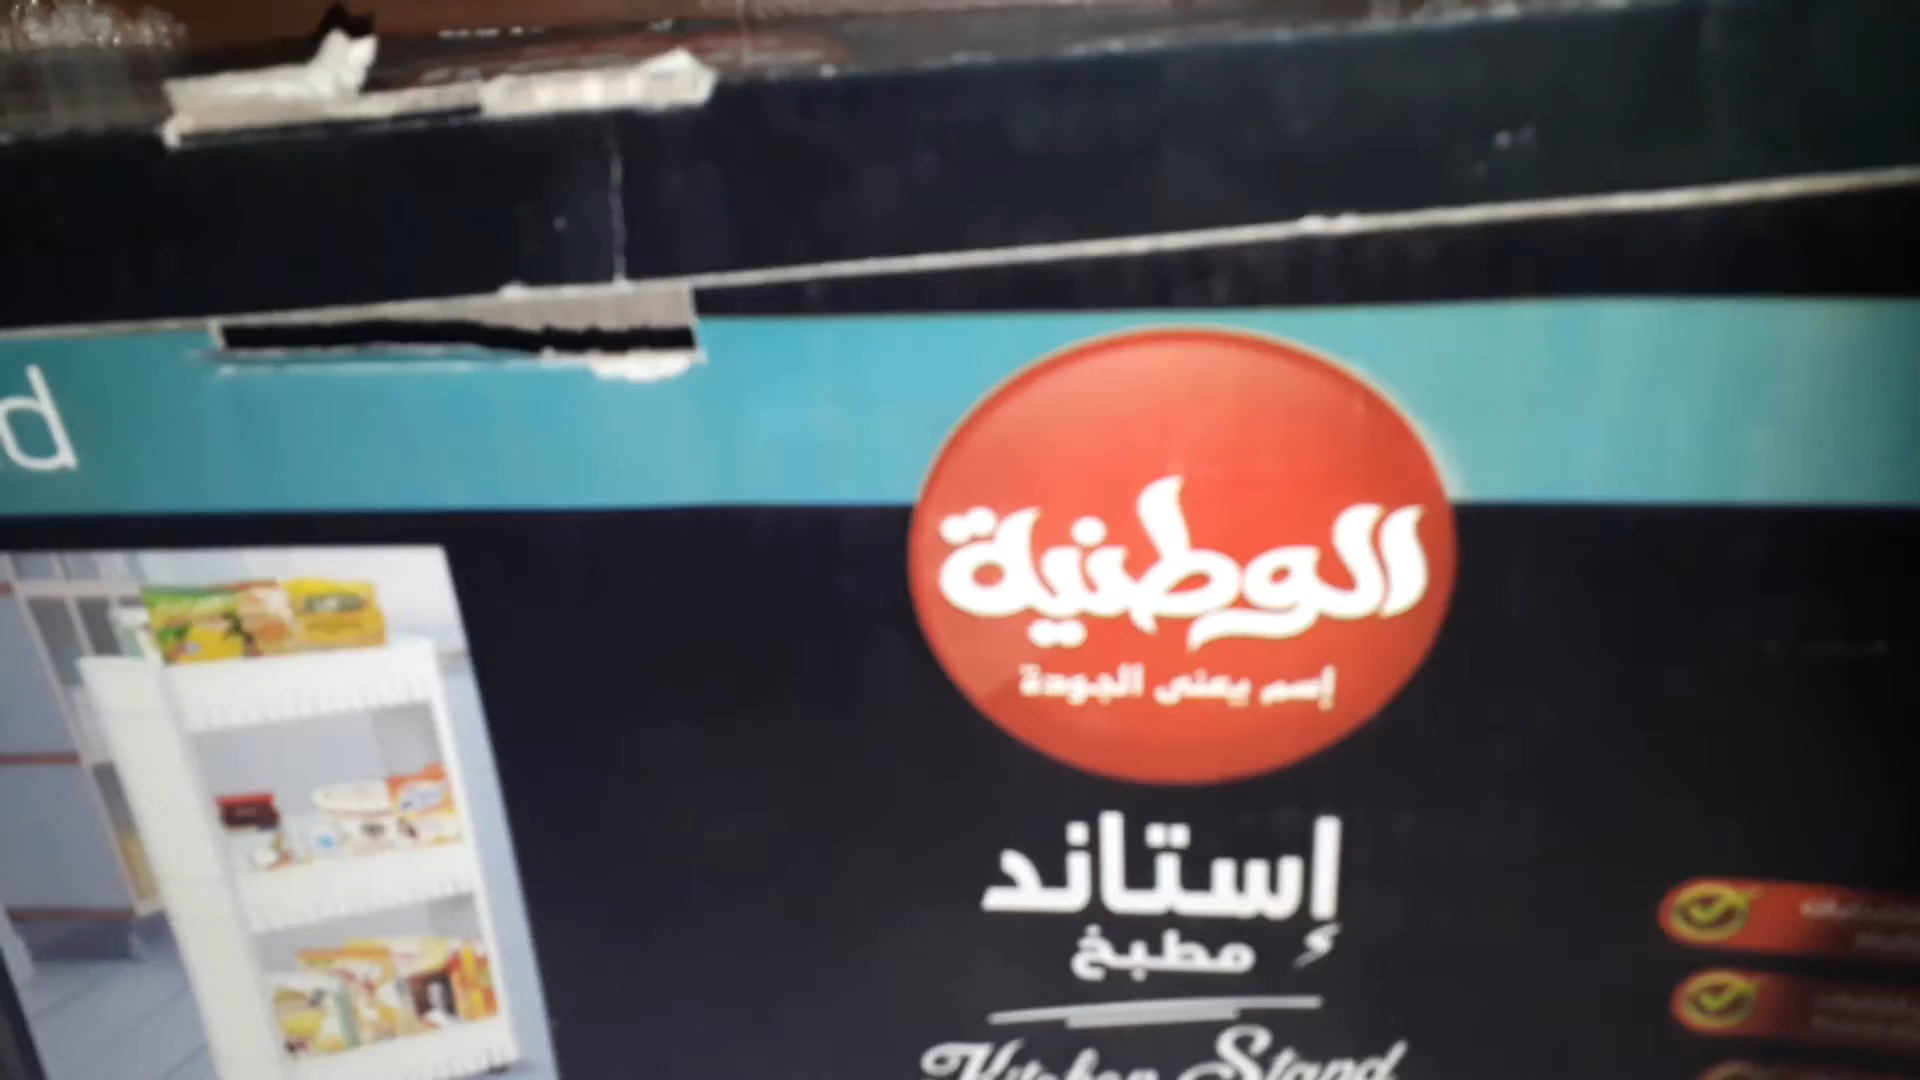 d
الوطنية
إسم يعنى الجودة
إستاند
مطبخ
Kitchen Stand